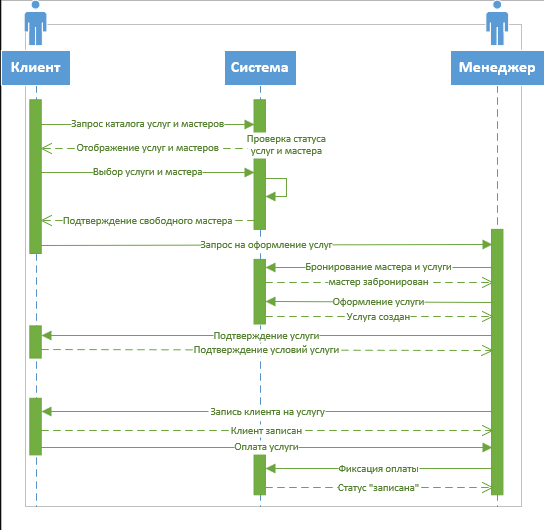 Клиент
Система
Менеджер
Запрос каталога услуг и мастеров
Проверка статуса
услуг и мастера
Отображение услуг и мастеров
Выбор услуги и мастера
Подтверждение свободного мастера
Запрос на оформление услуг
Бронирование мастера и услуги
мастер забронирован
Оформление услуги
Услуга создан
Подтверждение услуги
Подтверждение условий услуги
Запись клиента на услугу
Клиент записан
Оплата услуги
Фиксация оплаты
Статус "записана"